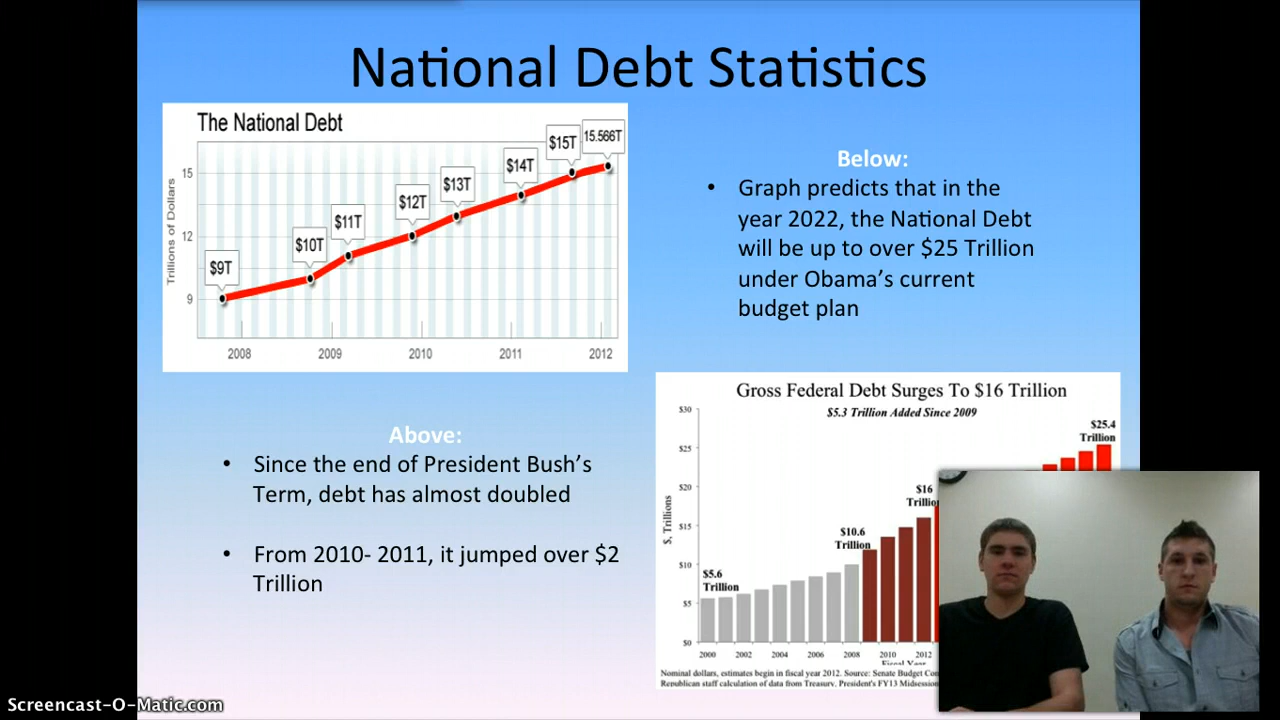 National Debt Statistics
The National Debt
Trillions of Dollars
15
12
9
$9T
$10T
$11T
$12T
$13T
$14T
$15T
15.566T
2008
2009
2010
2011
2012
Below:
• Graph predicts that in the
year 2022, the National Debt
will be up to over $25 Trillion
under Obama's current
budget plan
Above:
• Since the end of President Bush's
Term, debt has almost doubled
• From 2010- 2011, it jumped over $2
Trillion
Gross Federal Debt Surges To $16 Trillion
$5.3 Trillion Added Since 2009
$, Trillions
$30
$25
$20
$15
$10
$5
$0
$5.6
Trillion
$10.6
Trillion
$16
Trillion
$25.4
Trillion
2000
2002
2004
2006
2008
2010
2012
Fiscal Year
Nominal dollars, estimates begin in fiscal year 2012. Source: Senate Budget
Republican staff calculation of data from Treasury, President's FY13
Screencast-O-Matic.com